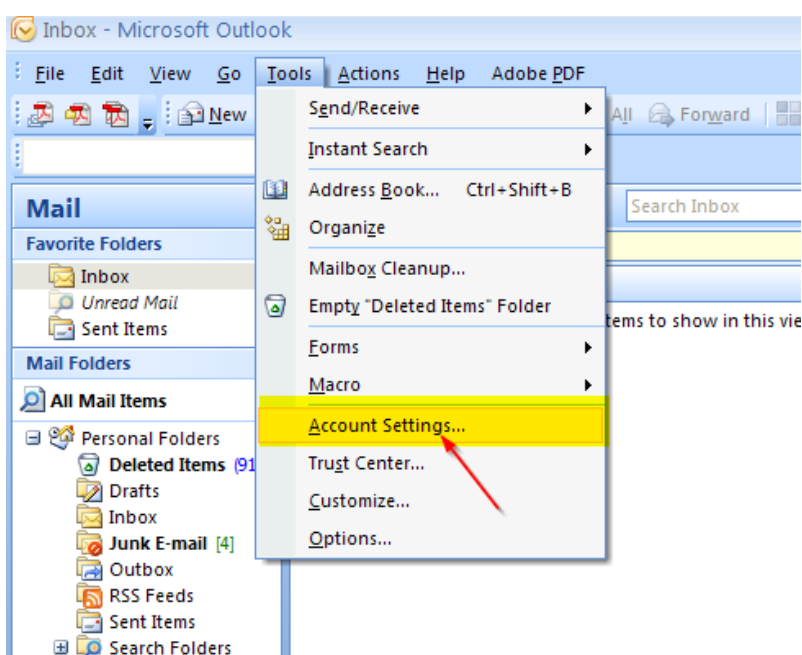 Inbox - Microsoft Outlook
File Edit View Go Tools Actions Help Adobe PDF
New
All Forward
Send/Receive
Instant Search
Address Book... Ctrl+Shift+B
Organize
Mailbox Cleanup...
Empty "Deleted Items" Folder
Forms
Macro
Account Settings...
Trust Center...
Customize...
Options...
Mail
Search Inbox
Favorite Folders
Inbox
Unread Mail
Sent Items
to show in this
Mail Folders
All Mail Items
Personal Folders
Deleted Items (91
Drafts
Inbox
Junk E-mail [4]
Outbox
RSS Feeds
Sent Items
Search Folders